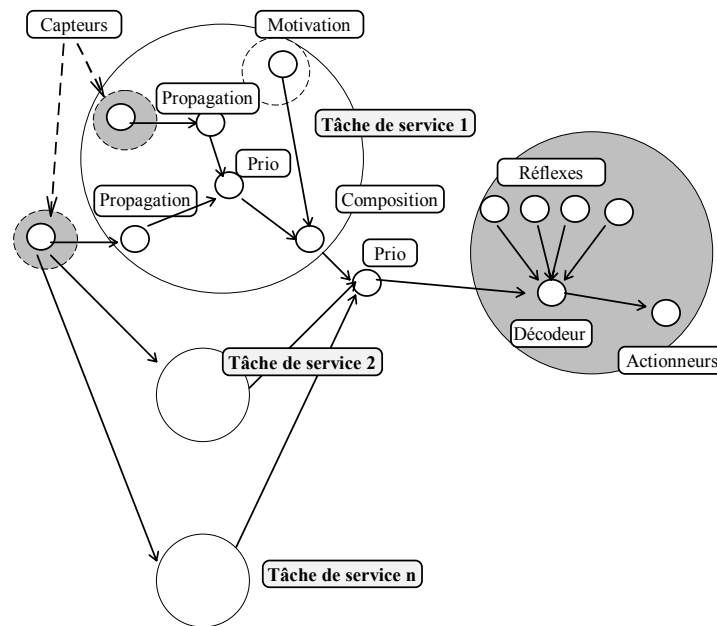 Capteurs
Motivation
Propagation
Tâche de service 1
Prio
Réflexes
Propagation
Composition
Prio
Décodeur
Tâche de service 2
Actionneurs
Tâche de service n